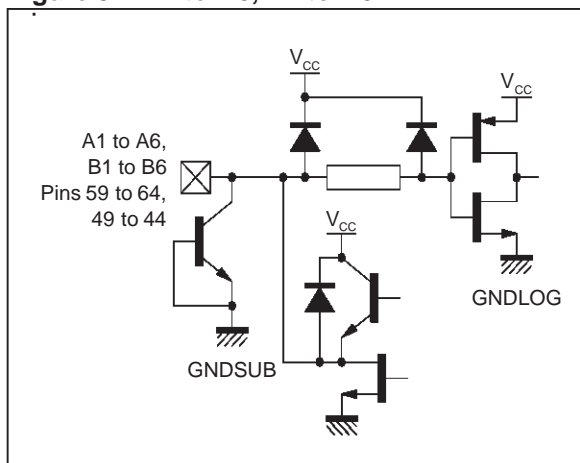 VCC
VCC
A1 to A6,
B1 to B6
Pins 59 to 64,
49 to 44
VCC
GNDLOG
GNDSUB